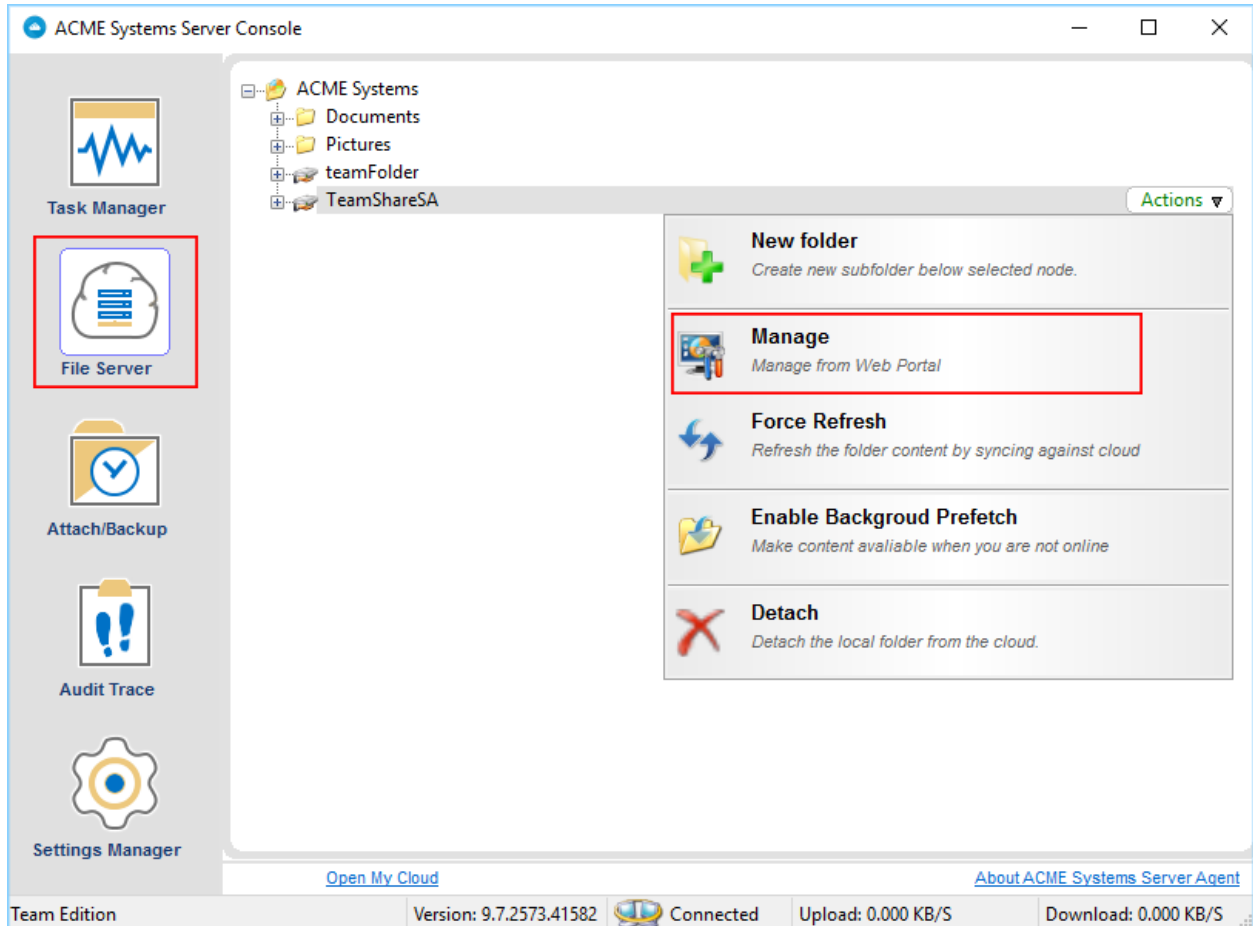 ACME Systems Server Console
Task Manager
File Server
Attach/Backup
Audit Trace
Settings Manager
ACME Systems
Documents
Pictures
teamFolder
TeamShareSA
Actions
New folder
Create new subfolder below selected node.
Manage
Manage from Web Portal
Force Refresh
Refresh the folder content by syncing against cloud
Enable Backgroud Prefetch
Make content avaliable when you are not online
Detach
Detach the local folder from the cloud.
Open My Cloud
About ACME Systems Server Agent
Team Edition
Version: 9.7.2573.41582
Connected
Upload: 0.000 KB/S
Download: 0.000 KB/S